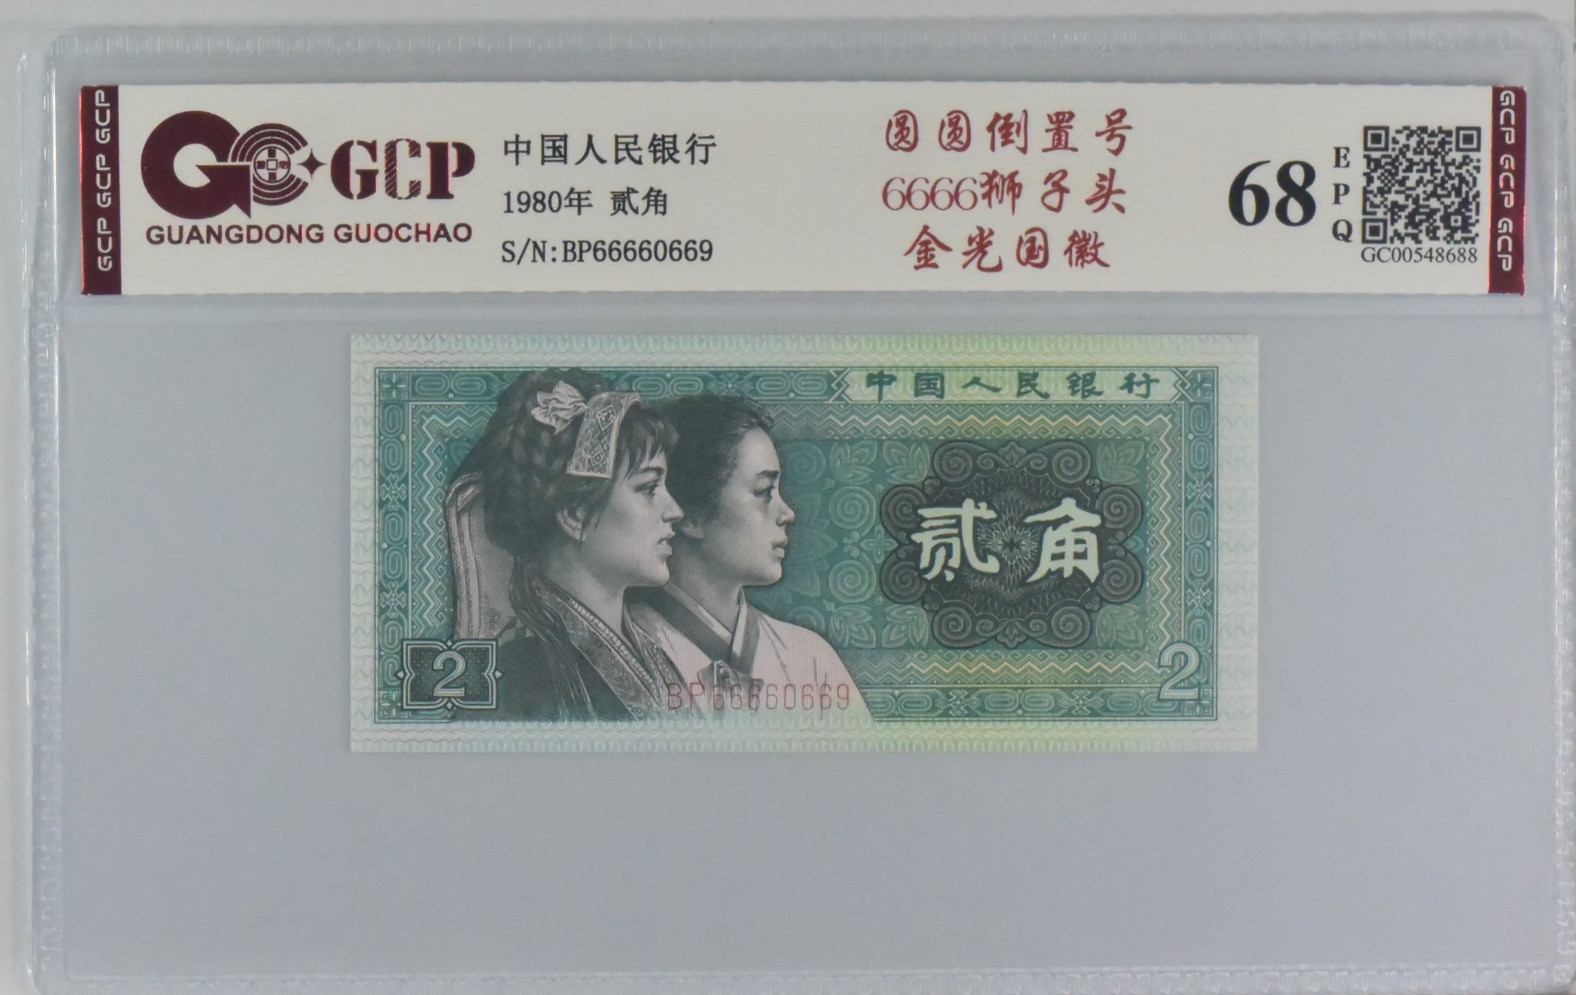 GCP GCP GCP
GCP
GUANGDONG GUOCHAO
中国人民银行
1980年 贰角
S/N:BP66660669
圆圆倒置号
6666狮子头
金光国徽
68
EPQ
GC00548688
GCP GCP GCP
中国人民银行
贰角
2
2
BP66660669